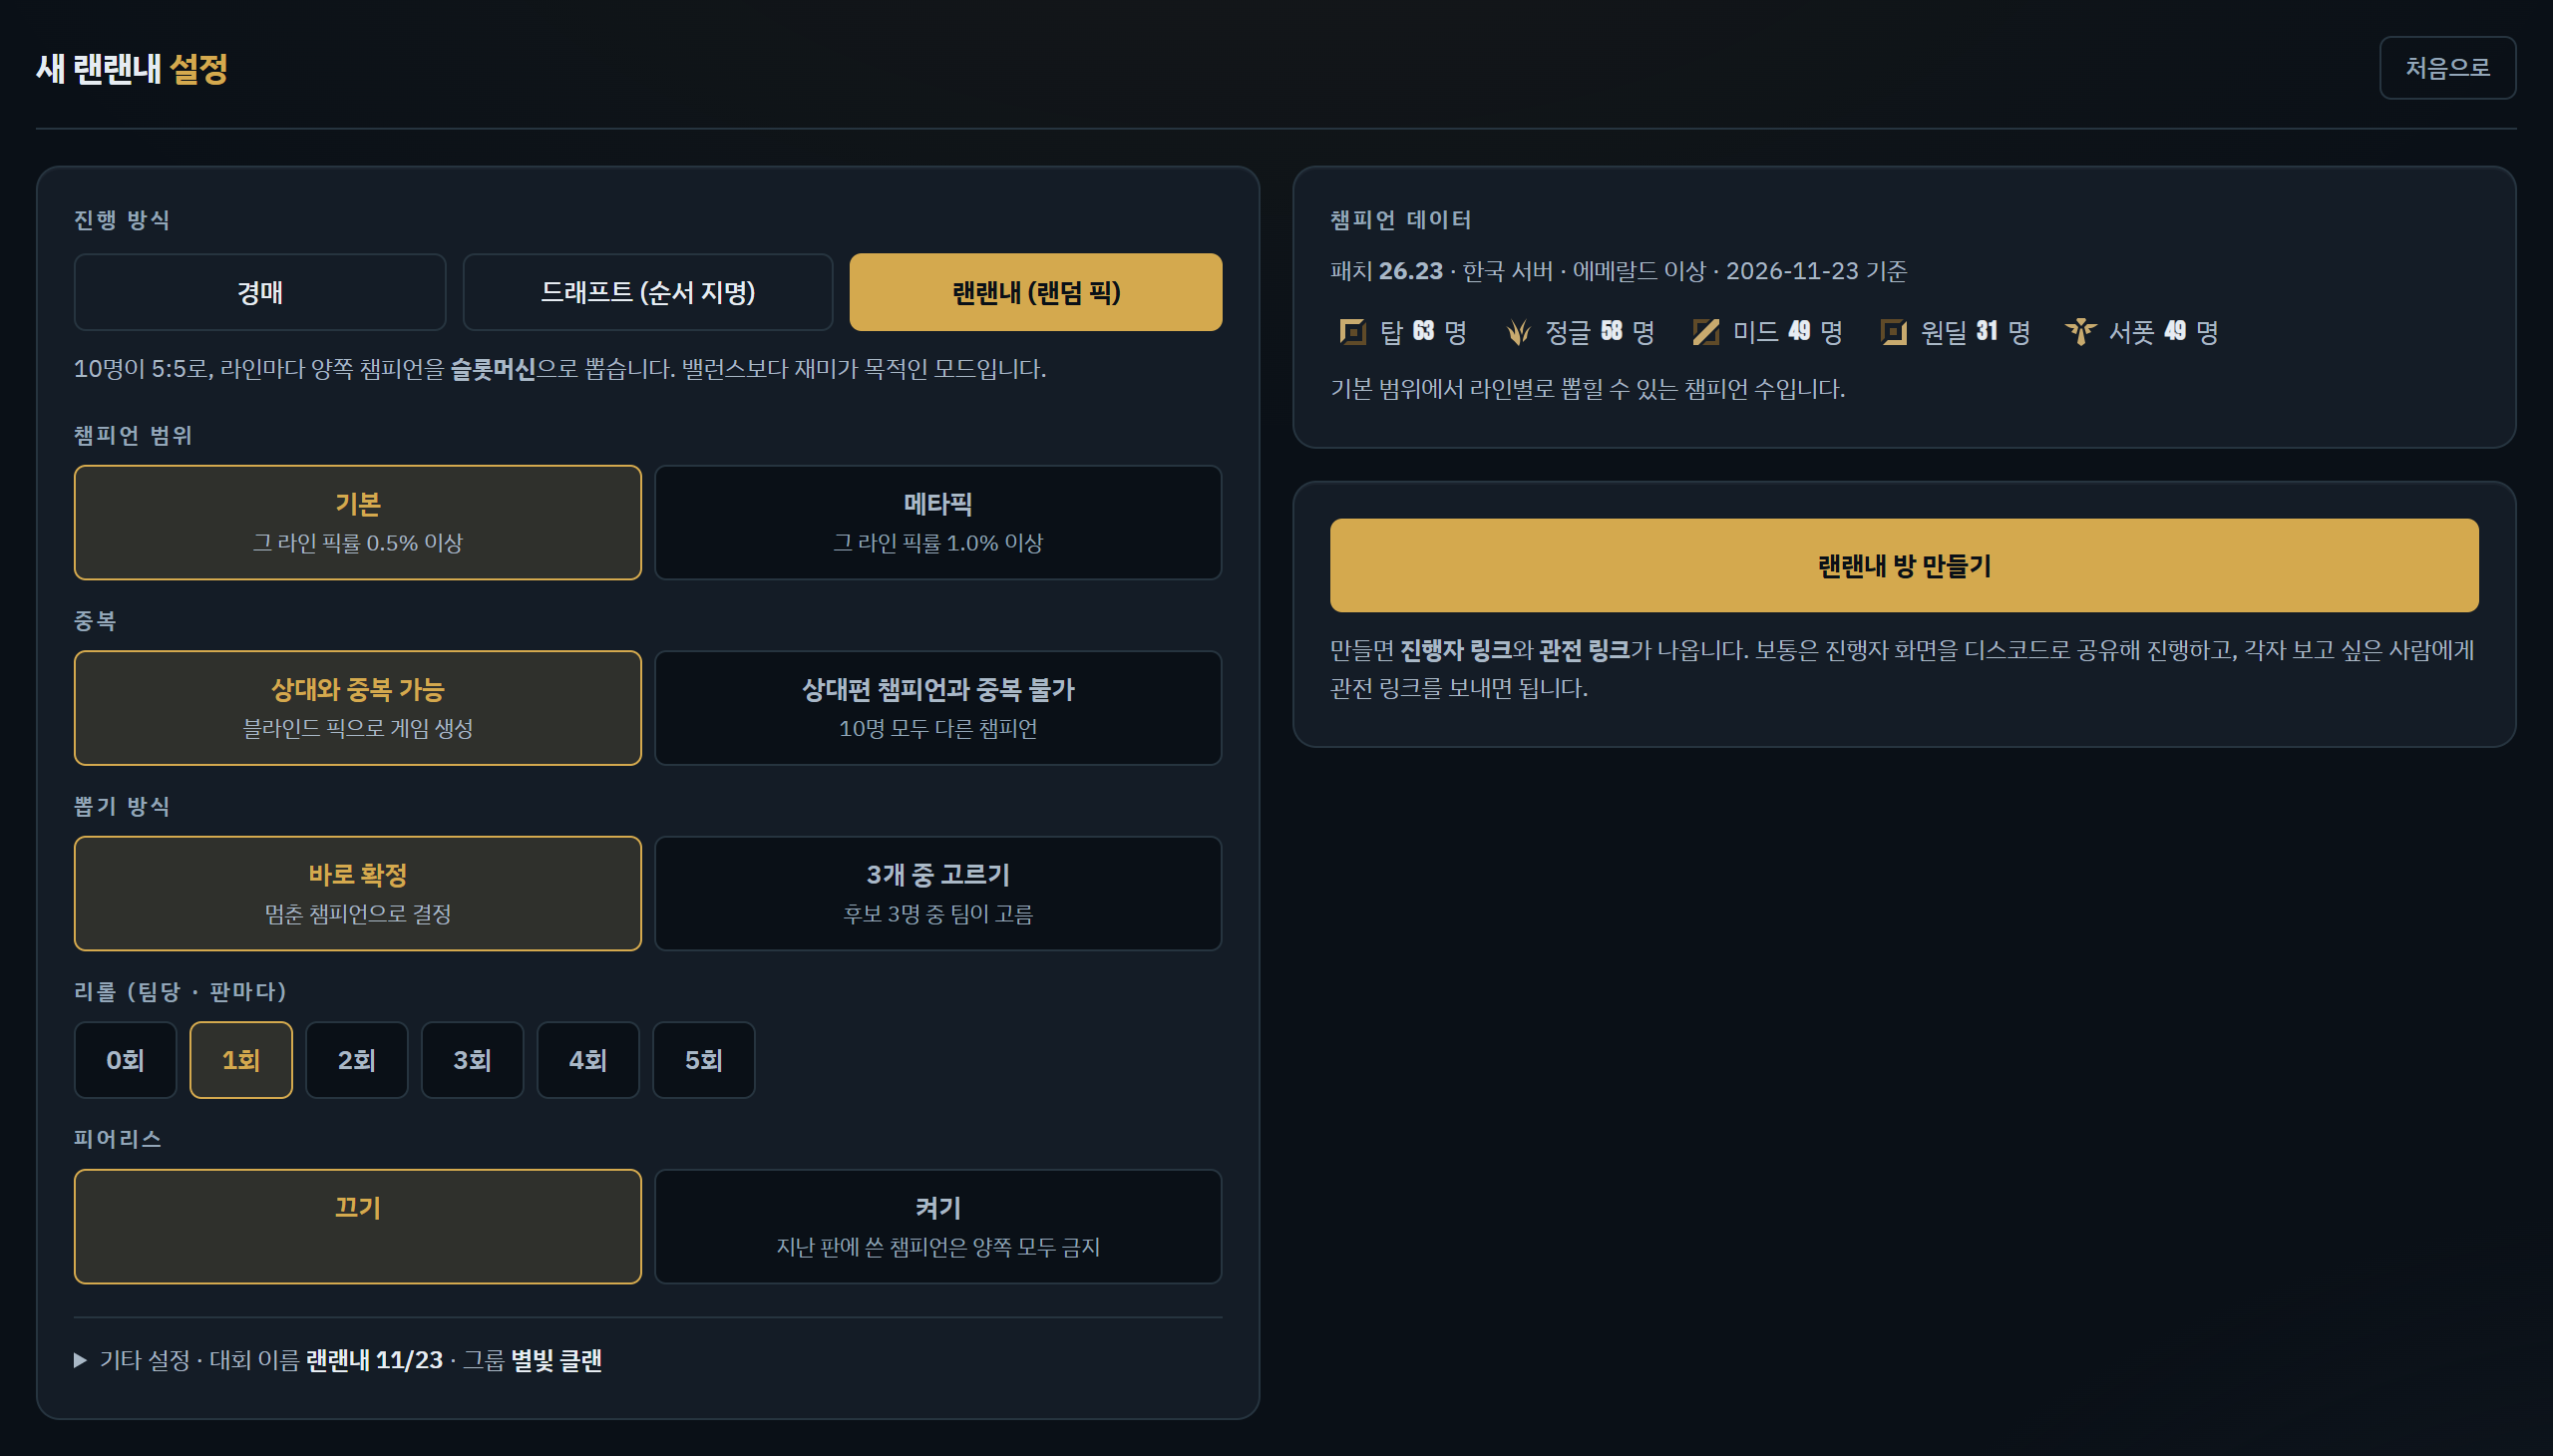 새 랜랜내 설정
처음으로
진행 방식
경매
드래프트 (순서 지명)
랜랜내 (랜덤 픽)
10명이 5:5로, 라인마다 양쪽 챔피언을 슬롯머신으로 뽑습니다. 밸런스보다 재미가 목적인 모드입니다.
챔피언 범위
기본
그 라인 픽률 0.5% 이상
메타픽
그 라인 픽률 1.0% 이상
중복
상대와 중복 가능
블라인드 픽으로 게임 생성
상대편 챔피언과 중복 불가
10명 모두 다른 챔피언
뽑기 방식
바로 확정
멈춘 챔피언으로 결정
3개 중 고르기
후보 3명 중 팀이 고름
리롤 (팀당 · 판마다)
0회
1회
2회
3회
4회
5회
피어리스
끄기
켜기
지난 판에 쓴 챔피언은 양쪽 모두 금지
▶ 기타 설정 · 대회 이름 랜랜내 11/23 · 그룹 별빛 클랜
챔피언 데이터
패치 26.23 · 한국 서버 · 에메랄드 이상 · 2026-11-23 기준
탑 63 명 정글 58 명 미드 49 명 원딜 31 명 서폿 49 명
기본 범위에서 라인별로 뽑힐 수 있는 챔피언 수입니다.
랜랜내 방 만들기
만들면 진행자 링크와 관전 링크가 나옵니다. 보통은 진행자 화면을 디스코드로 공유해 진행하고, 각자 보고 싶은 사람에게
관전 링크를 보내면 됩니다.